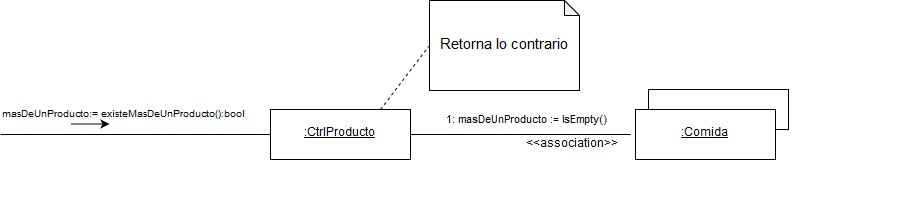 Retorna lo contrario
masDeUnProducto:= existeMasDeUnProducto():bool
:CtrlProducto
1: masDeUnProducto := IsEmpty()
<<association>>
:Comida